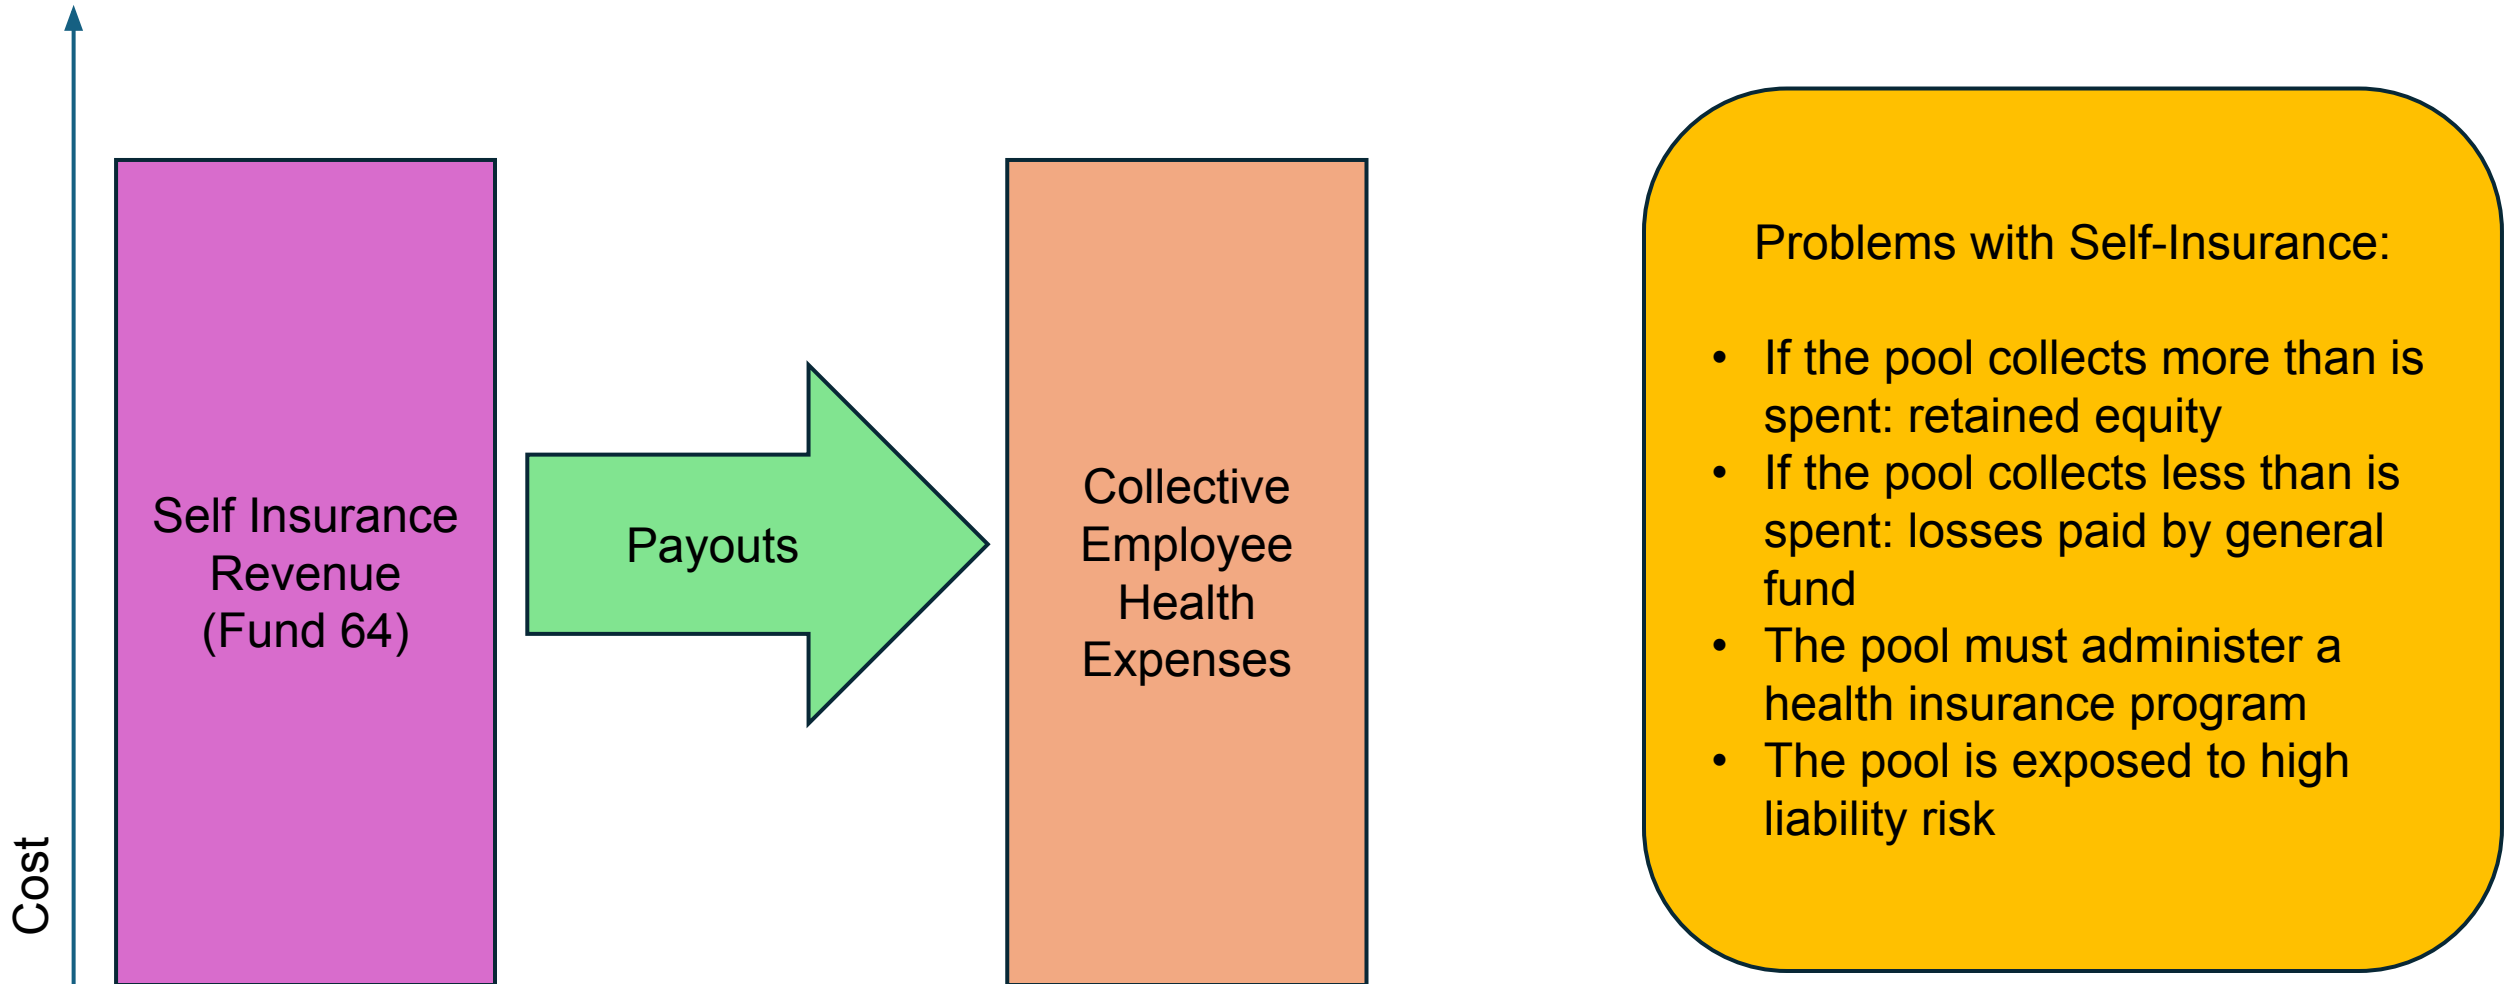 Cost
Self Insurance
Revenue
(Fund 64)
Payouts
Collective
Employee
Health
Expenses
Problems with Self-Insurance:
• If the pool collects more than is
spent: retained equity
• If the pool collects less than is
spent: losses paid by general
fund
• The pool must administer a
health insurance program
• The pool is exposed to high
liability risk